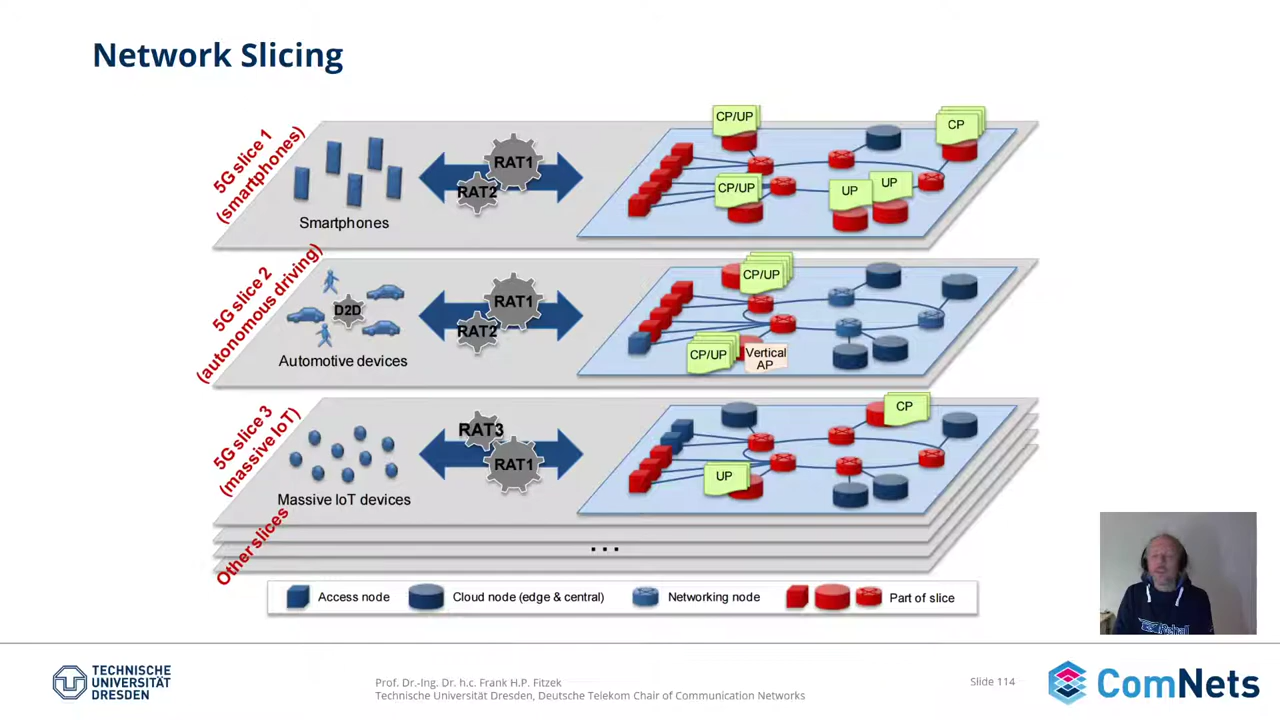 Network Slicing
5G slice 1
(smartphones)
Smartphones
RAT1
RAT2
CP/UP
CP
CP/UP
UP
UP
5G slice 2
(autonomous driving)
D2D
Automotive devices
RAT1
RAT2
CP/UP
CP/UP
Vertical
AP
5G slice 3
(massive IoT)
Massive IoT devices
RAT3
RAT1
CP
UP
Other slices
...
Access node
Cloud node (edge & central)
Networking node
Part of slice
TECHNISCHE
UNIVERSITÄT
DRESDEN
Prof. Dr.-Ing. Dr. h.c. Frank H.P. Fitzek
Technische Universität Dresden, Deutsche Telekom Chair of Communication Networks
Slide 114
ComNets